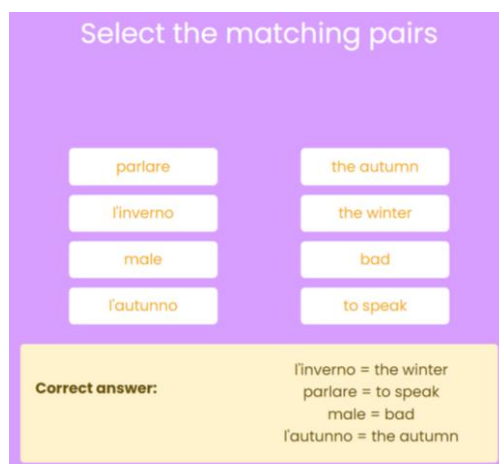 Select the matching pairs
parlare
the autumn
l'inverno
the winter
male
bad
l'autunno
to speak
Correct answer:
l'inverno = the winter
parlare = to speak
male = bad
l'autunno = the autumn